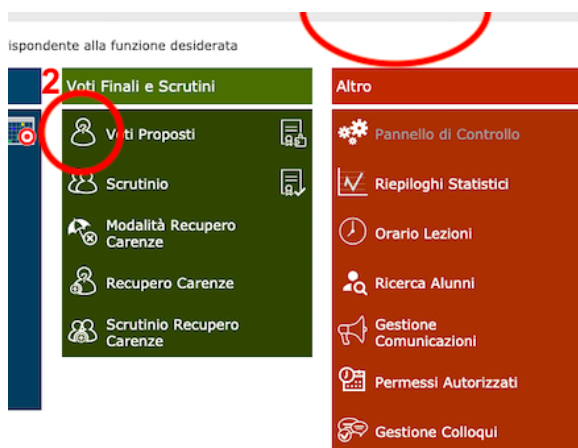 ispondente alla funzione desiderata
2
Voti Finali e Scrutini
Voti Proposti
Scrutinio
Modalità Recupero
Carenze
Recupero Carenze
Scrutinio Recupero
Carenze
Altro
Pannello di Controllo
Riepiloghi Statistici
Orario Lezioni
Ricerca Alunni
Gestione
Comunicazioni
Permessi Autorizzati
Gestione Colloqui